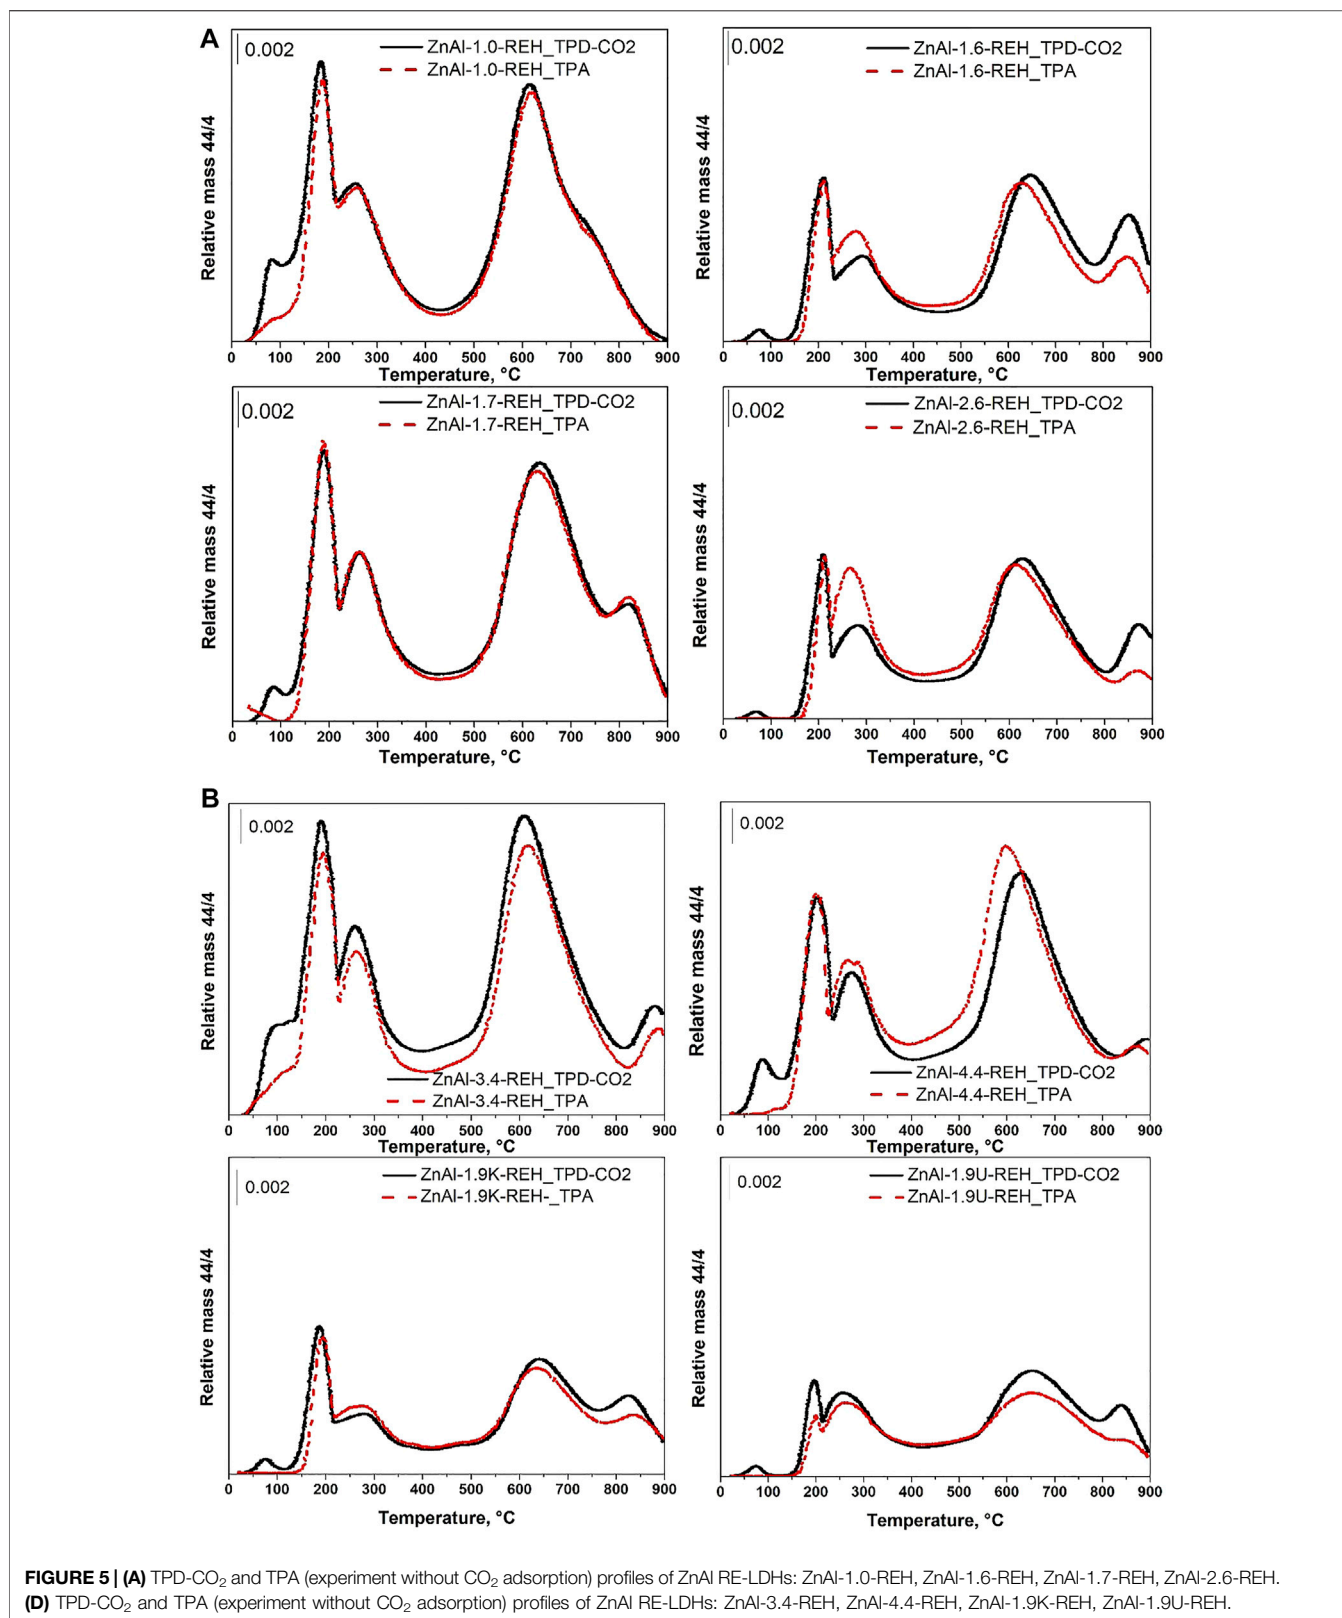 A
0.002
ZnAl-1.0-REH_TPD-CO2
ZnAl-1.0-REH_TPA
Relative mass 44/4
0 100 200 300 400 500 600 700 800 900
Temperature, °C
0.002
ZnAl-1.6-REH_TPD-CO2
ZnAl-1.6-REH_TPA
Relative mass 44/4
0 100 200 300 400 500 600 700 800 900
Temperature, °C
0.002
ZnAl-1.7-REH_TPD-CO2
ZnAl-1.7-REH_TPA
Relative mass 44/4
0 100 200 300 400 500 600 700 800 900
Temperature, °C
0.002
ZnAl-2.6-REH_TPD-CO2
ZnAl-2.6-REH_TPA
Relative mass 44/4
0 100 200 300 400 500 600 700 800 900
Temperature, °C
B
0.002
ZnAl-3.4-REH_TPD-CO2
ZnAl-3.4-REH_TPA
Relative mass 44/4
0 100 200 300 400 500 600 700 800 900
Temperature, °C
0.002
ZnAl-4.4-REH_TPD-CO2
ZnAl-4.4-REH_TPA
Relative mass 44/4
0 100 200 300 400 500 600 700 800 900
Temperature, °C
0.002
ZnAl-1.9K-REH_TPD-CO2
ZnAl-1.9K-REH-_TPA
Relative mass 44/4
0 100 200 300 400 500 600 700 800 900
Temperature, °C
0.002
ZnAl-1.9U-REH_TPD-CO2
ZnAl-1.9U-REH_TPA
Relative mass 44/4
0 100 200 300 400 500 600 700 800 900
Temperature, °C
FIGURE 5 | (A) TPD-CO₂ and TPA (experiment without CO₂ adsorption) profiles of ZnAl RE-LDHs: ZnAl-1.0-REH, ZnAl-1.6-REH, ZnAl-1.7-REH, ZnAl-2.6-REH.
(D) TPD-CO₂ and TPA (experiment without CO₂ adsorption) profiles of ZnAl RE-LDHs: ZnAl-3.4-REH, ZnAl-4.4-REH, ZnAl-1.9K-REH, ZnAl-1.9U-REH.